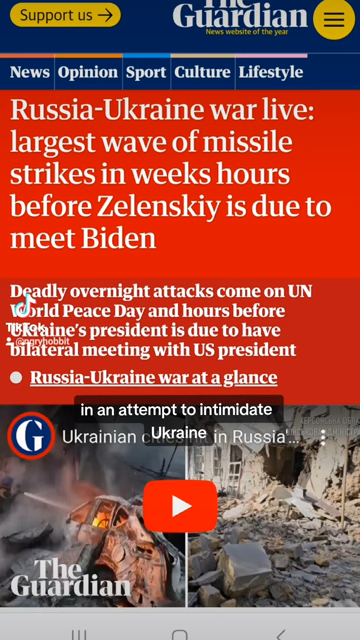 Support us →
The
Guardian
News website of the year
News Opinion Sport Culture Lifestyle
Russia-Ukraine war live:
largest wave of missile
strikes in weeks hours
before Zelenskiy is due to
meet Biden
Deadly overnight attacks come on UN
World Peace Day and hours before
Ukraine's president is due to have
bilateral meeting with US president
TikTok
@ngryhobbit
Russia-Ukraine war at a glance
in an attempt to intimidate
Ukraine
G
Ukrainian in Russia'...
The
Guardian